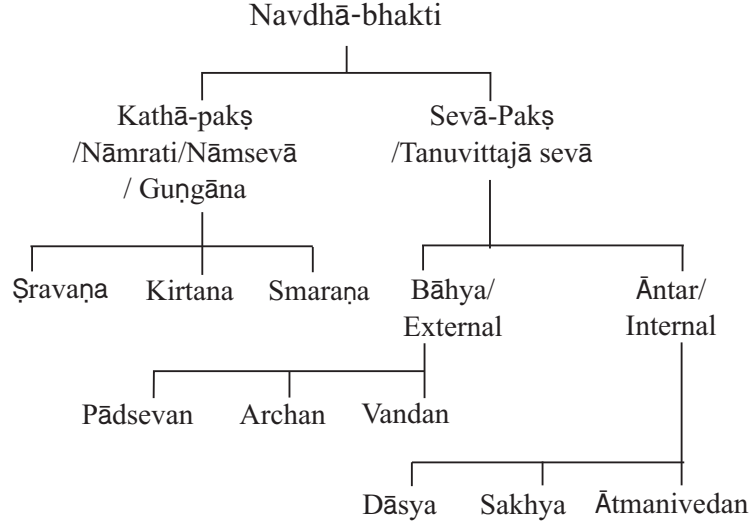 Navdhā-bhakti
Kathā-pakṣ
/Nāmrati/Nāmsevā
/ Guṇgāna
Sevā-Pakṣ
/Tanuvittajā sevā
Ṣravaṇa
Kirtana
Smaraṇa
Bāhya/
External
Āntar/
Internal
Pādsevan
Archan
Vandan
Dāsya
Sakhya
Ātmanivedan